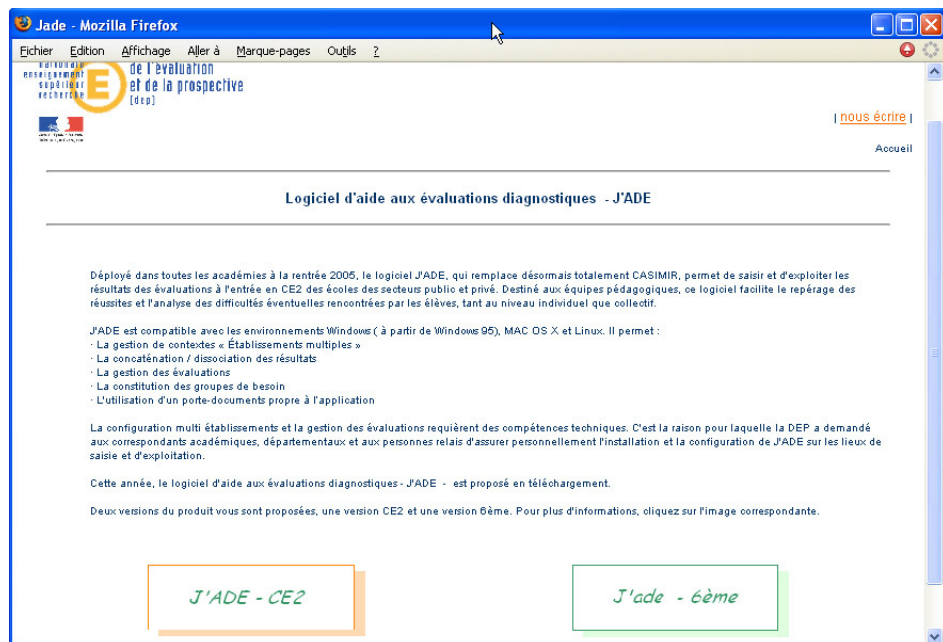 Jade - Mozilla Firefox
Fichier Edition Affichage Aller à Marque-pages Outils ?
nationale
enseignement
supérieur
recherche
E
de l'évaluation
et de la prospective
[dep]
| nous écrire |
Accueil
Logiciel d'aide aux évaluations diagnostiques - J'ADE
Déployé dans toutes les académies à la rentrée 2005, le logiciel J'ADE, qui remplace désormais totalement CASIMIR, permet de saisir et d'exploiter les
résultats des évaluations à l'entrée en CE2 des écoles des secteurs public et privé. Destiné aux équipes pédagogiques, ce logiciel facilite le repérage des
réussites et l'analyse des difficultés éventuelles rencontrées par les élèves, tant au niveau individuel que collectif.
J'ADE est compatible avec les environnements Windows ( à partir de Windows 95), MAC OS X et Linux. Il permet :
· La gestion de contextes « Établissements multiples »
· La concaténation / dissociation des résultats
· La gestion des évaluations
· La constitution des groupes de besoin
· L'utilisation d'un porte-documents propre à l'application
La configuration multi établissements et la gestion des évaluations requièrent des compétences techniques. C'est la raison pour laquelle la DEP a demandé
aux correspondants académiques, départementaux et aux personnes relais d'assurer personnellement l'installation et la configuration de J'ADE sur les lieux de
saisie et d'exploitation.
Cette année, le logiciel d'aide aux évaluations diagnostiques - J'ADE - est proposé en téléchargement.
Deux versions du produit vous sont proposées, une version CE2 et une version 6ème. Pour plus d'informations, cliquez sur l'image correspondante.
J'ADE - CE2
J'ade - 6ème